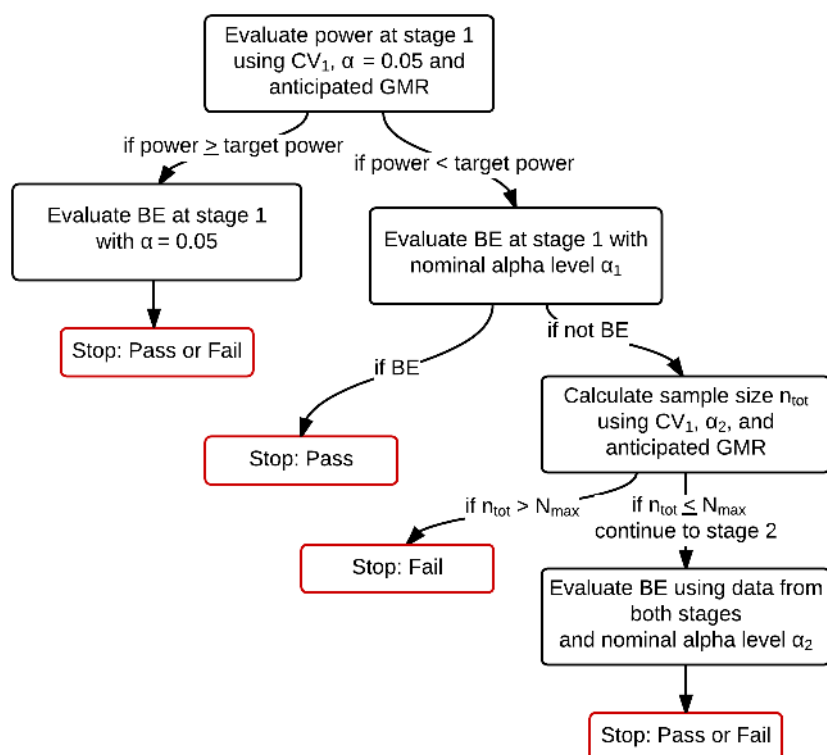 Evaluate power at stage 1
using CV₁, α = 0.05 and
anticipated GMR
if power ≥ target power
if power < target power
Evaluate BE at stage 1
with α = 0.05
Evaluate BE at stage 1 with
nominal alpha level α₁
Stop: Pass or Fail
if BE
if not BE
Stop: Pass
Calculate sample size nₜₒₜ
using CV₁, α₂, and
anticipated GMR
if nₜₒₜ > Nₘₐₓ
if nₜₒₜ ≤ Nₘₐₓ
continue to stage 2
Stop: Fail
Evaluate BE using data from
both stages
and nominal alpha level α₂
Stop: Pass or Fail